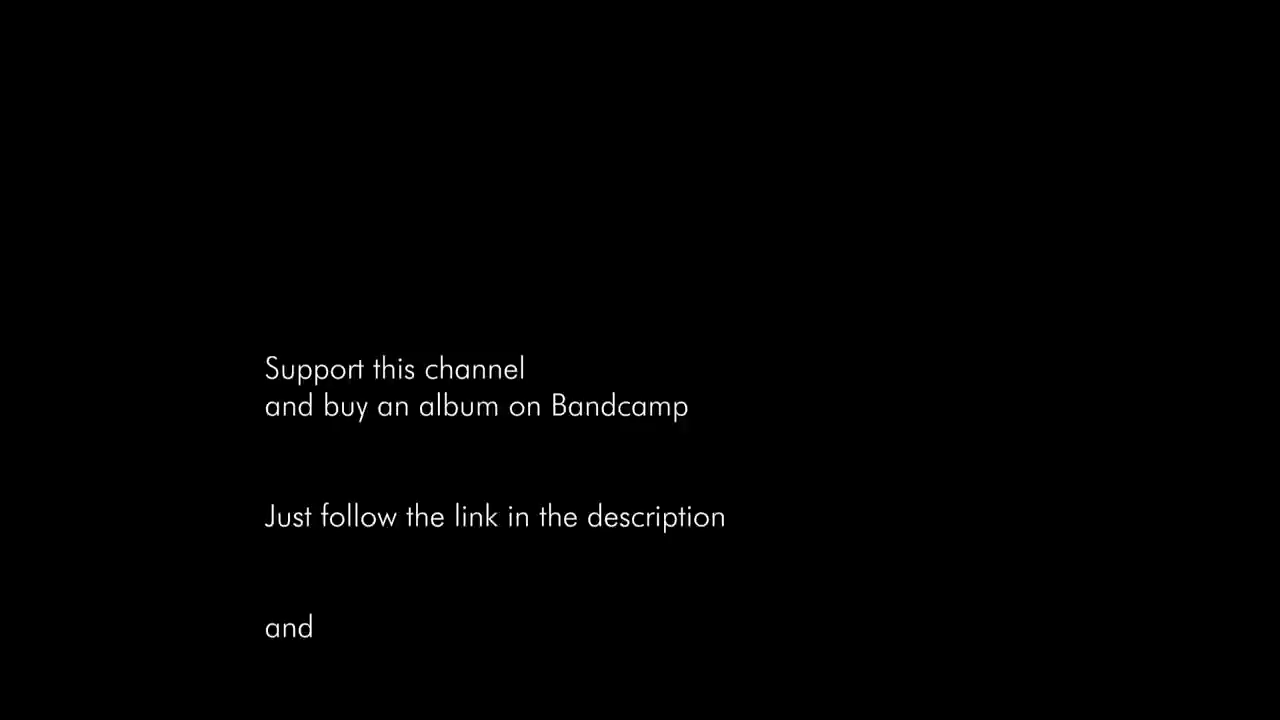 Support this channel
and buy an album on Bandcamp
Just follow the link in the description
and